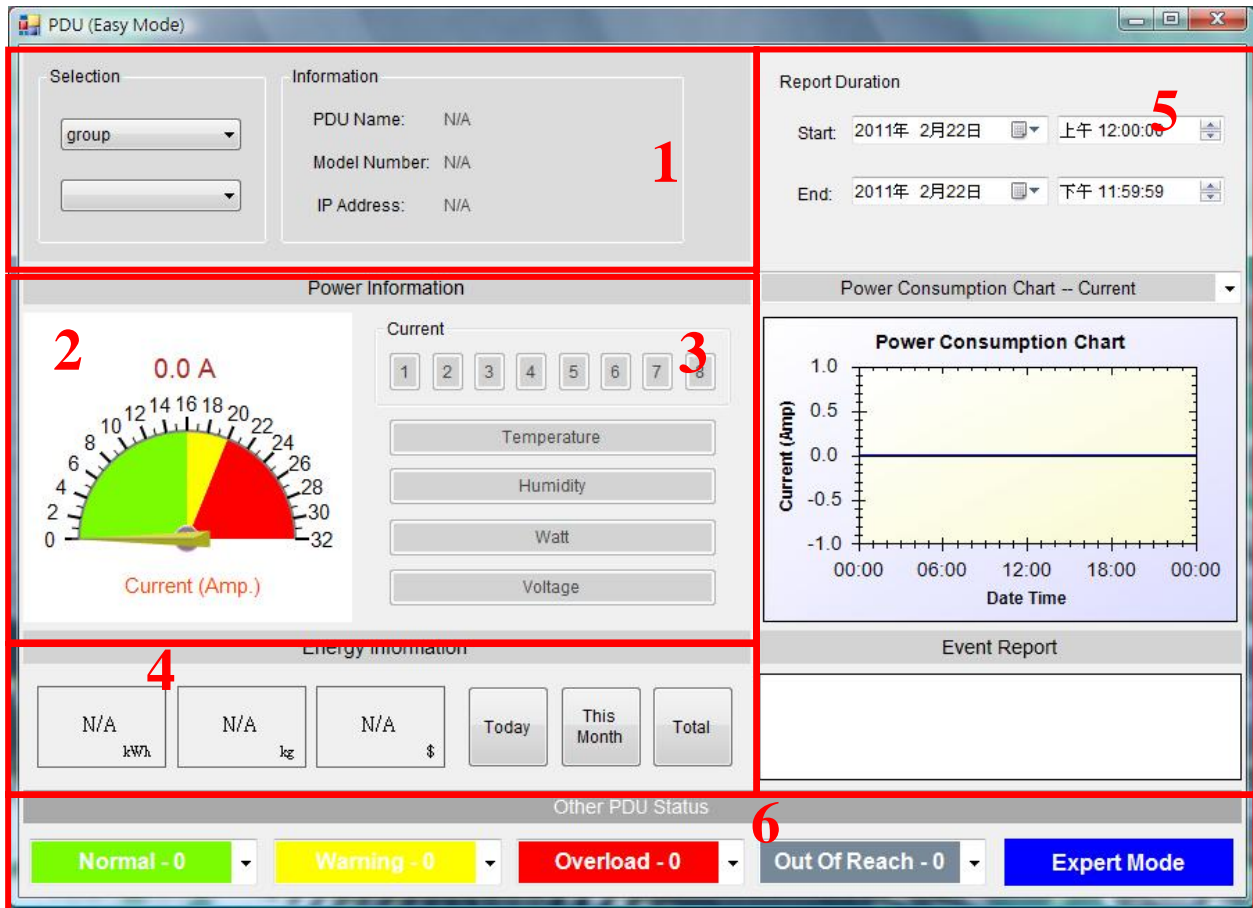 PDU (Easy Mode)
Selection
group
Information
PDU Name: N/A
Model Number: N/A
IP Address: N/A
1
Report Duration
5
Start: 2011年 2月22日 上午 12:00:00
End: 2011年 2月22日 下午 11:59:59
Power Information
2
0.0 A
0 2 4 6 8 10 12 14 16 18 20 22 24 26 28 30 32
Current (Amp.)
Current
3
1 2 3 4 5 6 7 8
Temperature
Humidity
Watt
Voltage
Power Consumption Chart -- Current
Power Consumption Chart
Current (Amp)
1.0
0.5
0.0
-0.5
-1.0
00:00 06:00 12:00 18:00 00:00
Date Time
Energy Information
4
N/A kWh
N/A kg
N/A $
Today
This Month
Total
Event Report
Other PDU Status
6
Normal - 0
Warning - 0
Overload - 0
Out Of Reach - 0
Expert Mode